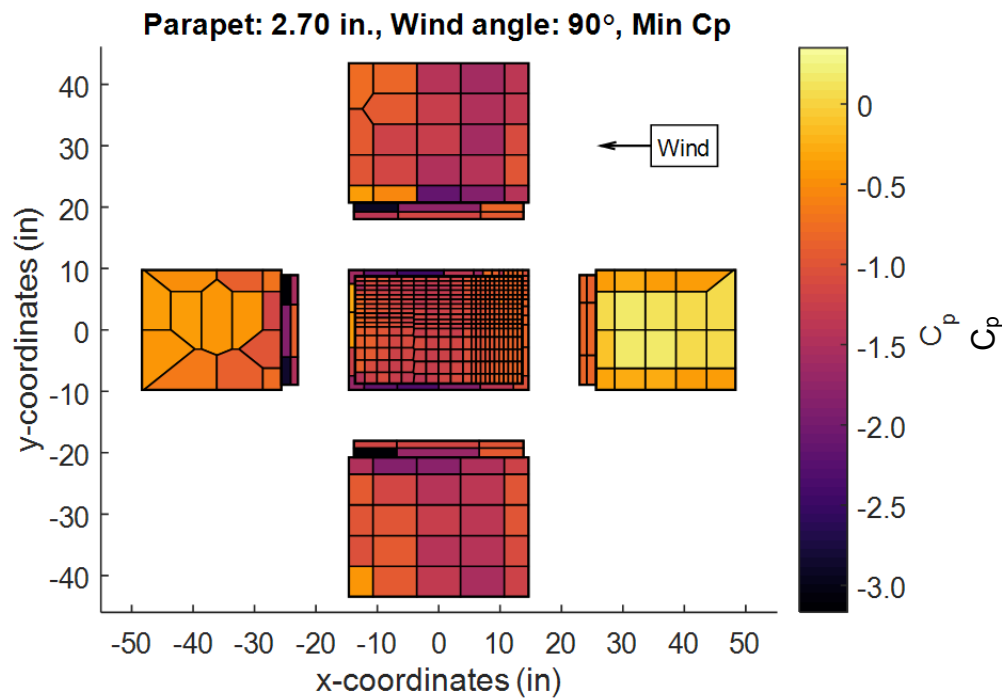 Parapet: 2.70 in., Wind angle: 90°, Min Cp
Wind
y-coordinates (in)
40
30
20
10
0
-10
-20
-30
-40
-50 -40 -30 -20 -10 0 10 20 30 40 50
x-coordinates (in)
0
-0.5
-1.0
-1.5
-2.0
-2.5
-3.0
C_p
C_p